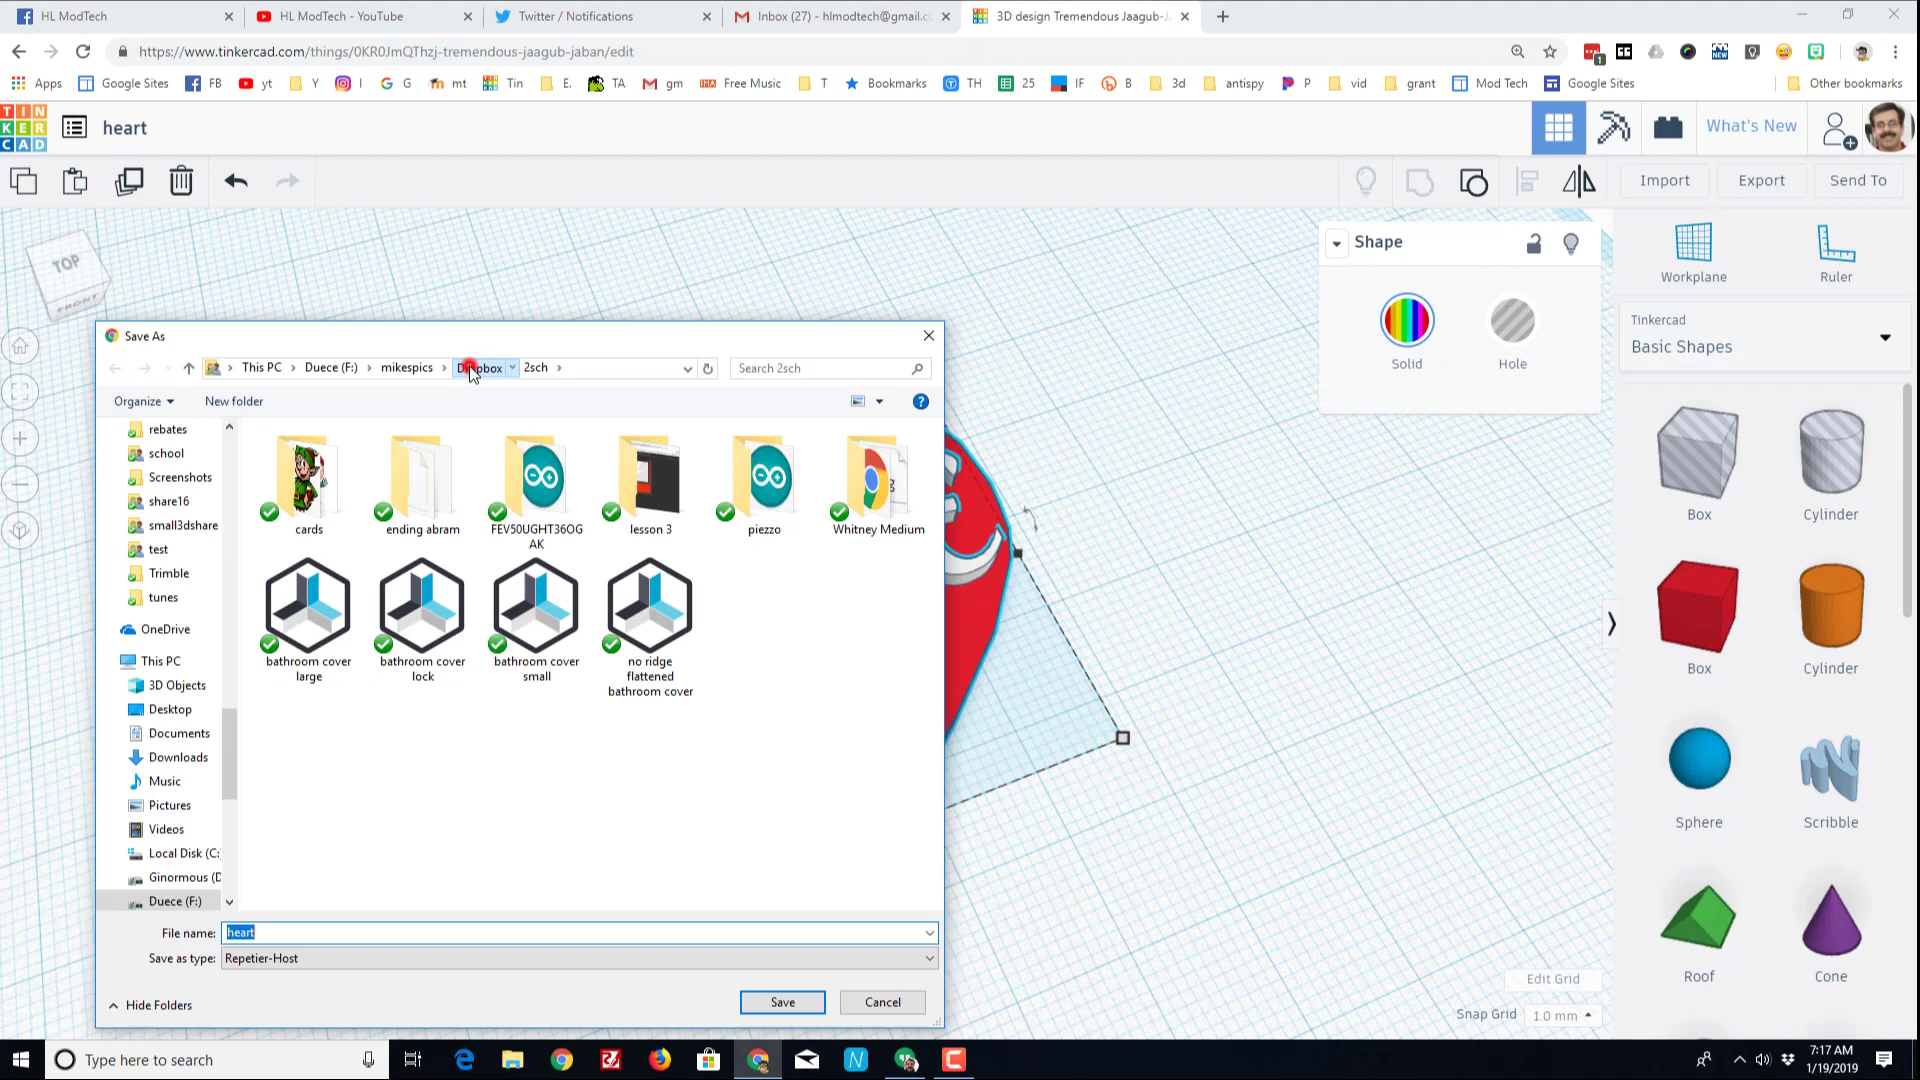 HL ModTech
HL ModTech - YouTube
Twitter / Notifications
Inbox (27) - hlmodtech@gmail.c
3D design Tremendous Jaagub-J
https://www.tinkercad.com/things/0KR0JmQThzj-tremendous-jaagub-jaban/edit
Apps
Google Sites
FB
yt
Y
I
G
mt
Tin
E.
TA
gm
Free Music
T
Bookmarks
TH
25
IF
B
3d
antispy
P
vid
grant
Mod Tech
Google Sites
Other bookmarks
TIN
KER
CAD
heart
What's New
Import
Export
Send To
TOP
FRONT
Shape
Solid
Hole
Workplane
Ruler
Tinkercad
Basic Shapes
Box
Cylinder
Box
Cylinder
Sphere
Scribble
Roof
Cone
Edit Grid
Snap Grid
1.0 mm
Save As
This PC
Duece (F:)
mikespics
Dropbox
2sch
Search 2sch
Organize
New folder
rebates
school
Screenshots
share16
small3dshare
test
Trimble
tunes
OneDrive
This PC
3D Objects
Desktop
Documents
Downloads
Music
Pictures
Videos
Local Disk (C:
Ginormous (D
Duece (F:)
cards
ending abram
FEV50UGHT36OG
AK
lesson 3
piezzo
Whitney Medium
bathroom cover
large
bathroom cover
lock
bathroom cover
small
no ridge
flattened
bathroom cover
File name:
heart
Save as type:
Repetier-Host
Hide Folders
Save
Cancel
Type here to search
7:17 AM
1/19/2019